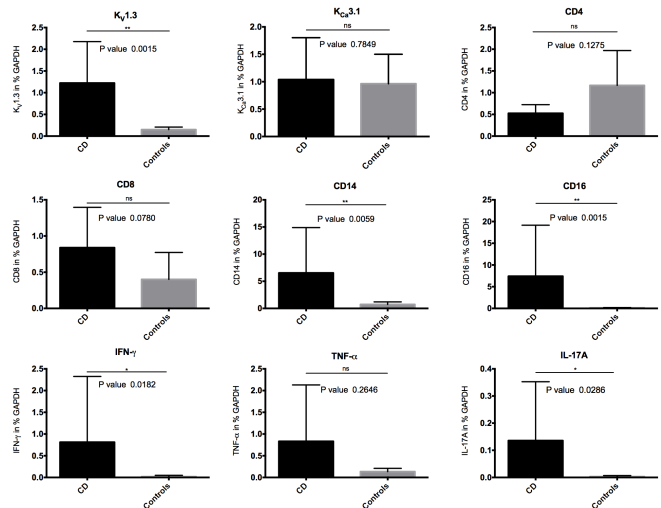 Kv1.3
**
P value 0.0015
Kv1.3 in % GAPDH
2.5
2.0
1.5
1.0
0.5
0.0
CD
Controls
KCa3.1
ns
P value 0.7849
KCa3.1 in % GAPDH
2.0
1.5
1.0
0.5
0.0
CD
Controls
CD4
ns
P value 0.1275
CD4 in % GAPDH
2.5
2.0
1.5
1.0
0.5
0.0
CD
Controls
CD8
ns
P value 0.0780
CD8 in % GAPDH
1.5
1.0
0.5
0.0
CD
Controls
CD14
**
P value 0.0059
CD14 in % GAPDH
20
15
10
5
0
CD
Controls
CD16
**
P value 0.0015
CD16 in % GAPDH
25
20
15
10
5
0
CD
Controls
IFN-γ
*
P value 0.0182
IFN-γ in % GAPDH
2.5
2.0
1.5
1.0
0.5
0.0
CD
Controls
TNF-α
ns
P value 0.2646
TNF-α in % GAPDH
2.5
2.0
1.5
1.0
0.5
0.0
CD
Controls
IL-17A
*
P value 0.0286
IL-17A in % GAPDH
0.4
0.3
0.2
0.1
0.0
CD
Controls